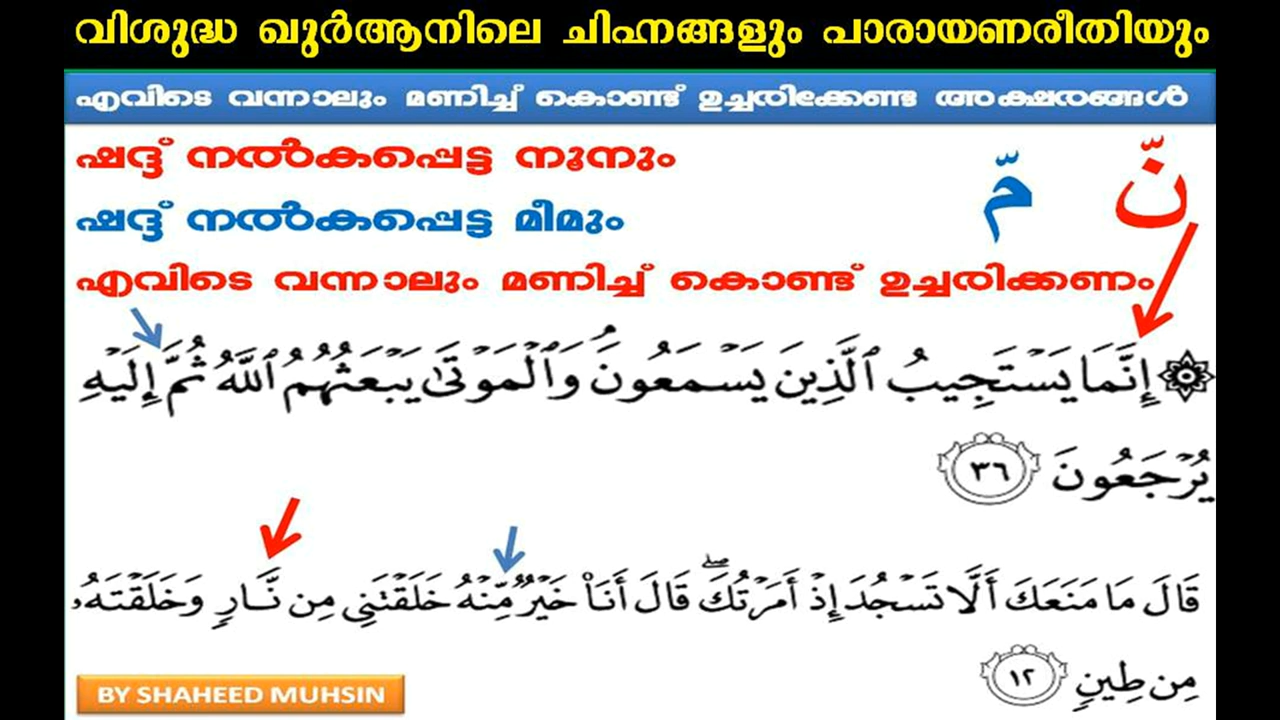 വിശുദ്ധ ഖുർആനിലെ ചിഹ്നങ്ങളും പാരായണരീതിയും
എവിടെ വന്നാലും മണിച്ച് കൊണ്ട് ഉച്ചരിക്കേണ്ട അക്ഷരങ്ങൾ
ഷദ്ദ് നൽകപ്പെട്ട നൂനും
ഷദ്ദ് നൽകപ്പെട്ട മീമും
مّ نّ
എവിടെ വന്നാലും മണിച്ച് കൊണ്ട് ഉച്ചരിക്കണം
۞ إِنَّمَا يَسۡتَجِيبُ ٱلَّذِينَ يَسۡمَعُونَۘ وَٱلۡمَوۡتَىٰ يَبۡعَثُهُمُ ٱللَّهُ ثُمَّ إِلَيۡهِ
يُرۡجَعُونَ ٣٦
قَالَ مَا مَنَعَكَ أَلَّا تَسۡجُدَ إِذۡ أَمَرۡتُكَۖ قَالَ أَنَا۠ خَيۡرٞ مِّنۡهُ خَلَقۡتَنِي مِن نَّارٖ وَخَلَقۡتَهُۥ
مِن طِينٖ ١٢
BY SHAHEED MUHSIN